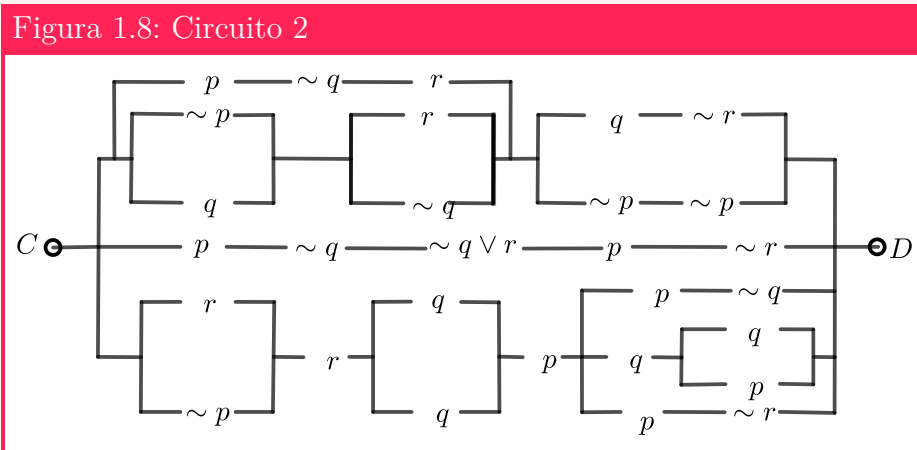 Figura 1.8: Circuito 2
p ∼ q r
∼ p r q ∼ r
q ∼ q ∼ p ∼ p
C p ∼ q ∼ q ∨ r p ∼ r D
p ∼ q
r q
q
r p q
p
∼ p q p ∼ r